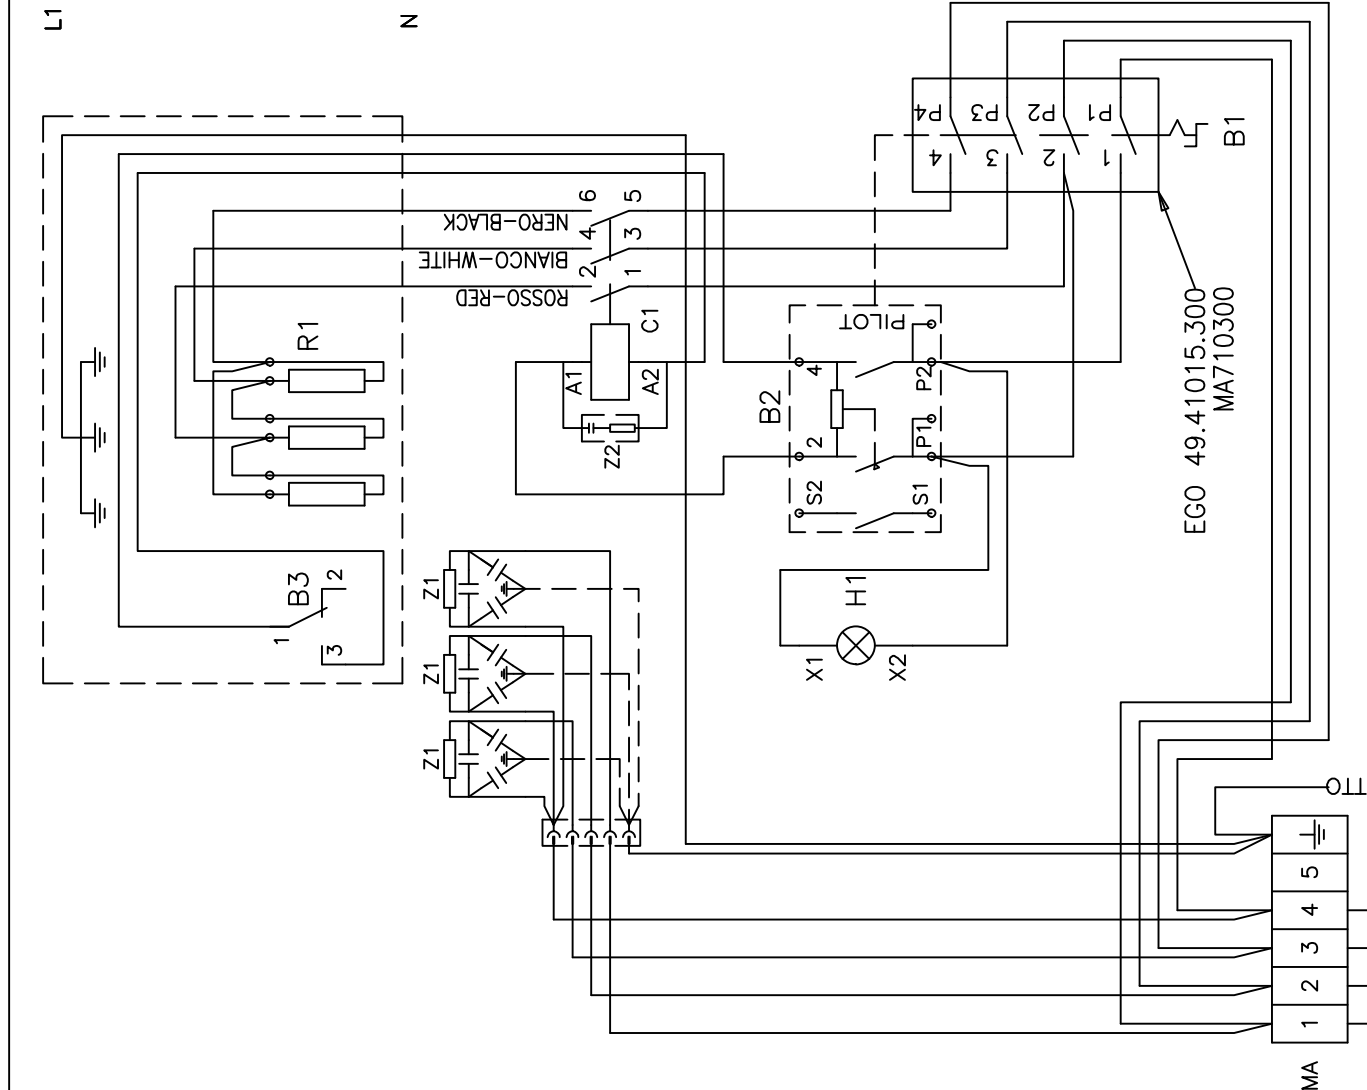 L1
N
P4
P3
P2
P1
4
3
2
1
B1
6
5
NERO-BLACK
4
3
BIANCO-WHITE
2
1
ROSSO-RED
R1
C1
A1
A2
Z2
PILOT
B2
4
P2
2
P1
S2
S1
EGO 49.41015.300
MA710300
B3
1
2
3
Z1
Z1
Z1
H1
X1
X2
TTO
5
4
3
2
1
MA